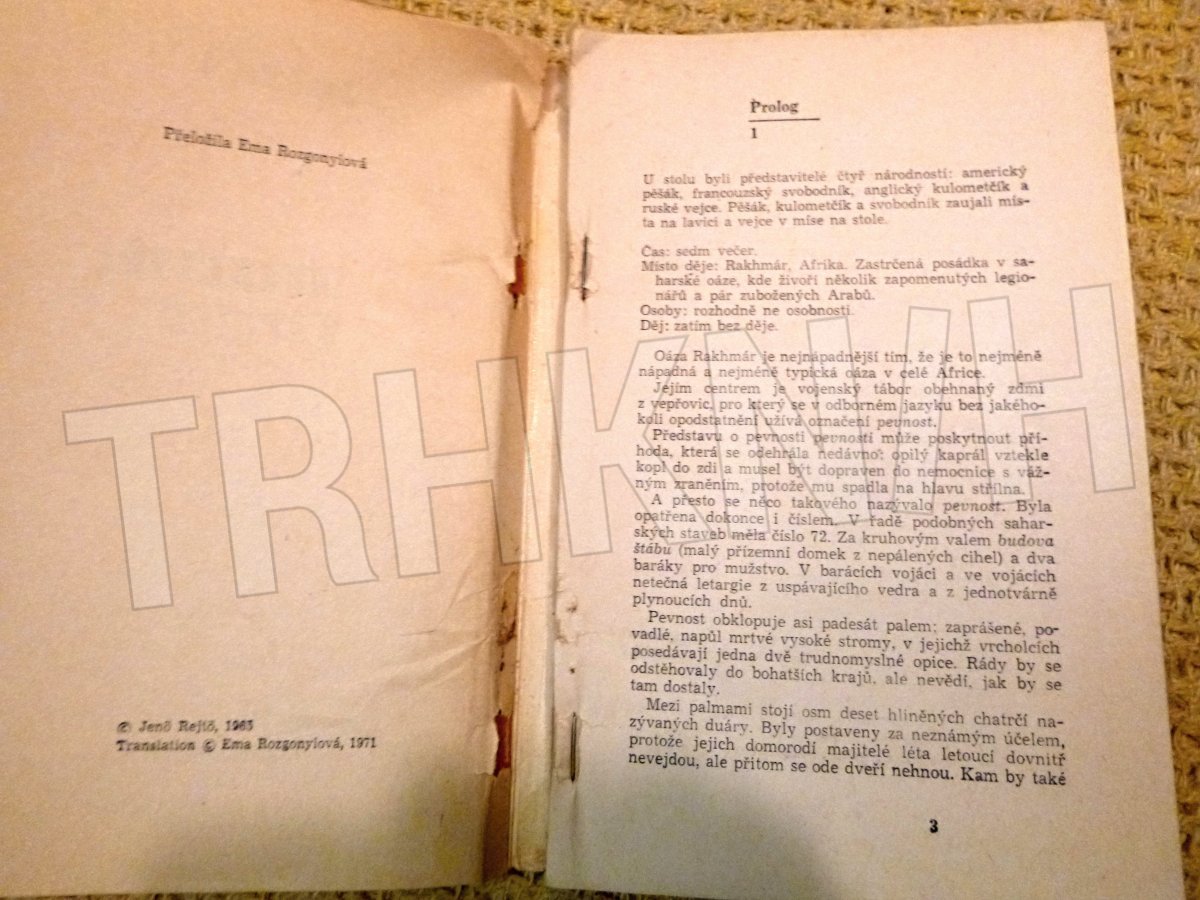 Přeložila Ema Rozgonyiová
© Jenö Rejtö, 1963
Translation © Ema Rozgonyiová, 1971
Prolog
1
U stolu byli představitelé čtyř národností: americký
pěšák, francouzský svobodník, anglický kulometčík a
ruské vejce. Pěšák, kulometčík a svobodník zaujali mís-
ta na lavici a vejce v míse na stole.
Čas: sedm večer.
Místo děje: Rakhmár, Afrika. Zastrčená posádka v sa-
harské oáze, kde živoří několik zapomenutých legio-
nářů a pár zubožených Arabů.
Osoby: rozhodně ne osobnosti.
Děj: zatím bez děje.
Oáza Rakhmár je nejnápadnější tím, že je to nejméně
nápadná a nejméně typická oáza v celé Africe.
Jejím centrem je vojenský tábor obehnaný zdmi
z vepřovic, pro který se v odborném jazyku bez jakého-
koli opodstatnění užívá označení pevnost.
Představu o pevnosti pevnosti může poskytnout pří-
hoda, která se odehrála nedávno: opilý kaprál vztekle
kopl do zdi a musel být dopraven do nemocnice s váž-
ným zraněním, protože mu spadla na hlavu střílna.
A přesto se něco takového nazývalo pevnost. Byla
opatřena dokonce i číslem. V řadě podobných sahar-
ských staveb měla číslo 72. Za kruhovým valem budova
štábu (malý přízemní domek z nepálených cihel) a dva
baráky pro mužstvo. V barácích vojáci a ve vojácích
netečná letargie z uspávajícího vedra a z jednotvárně
plynoucích dnů.
Pevnost obklopuje asi padesát palem; zaprášené, po-
vadlé, napůl mrtvé vysoké stromy, v jejichž vrcholcích
posedávají jedna dvě trudnomyslné opice. Rády by se
odstěhovaly do bohatších krajů, ale nevědí, jak by se
tam dostaly.
Mezi palmami stojí osm deset hliněných chatrčí na-
zývaných duáry. Byly postaveny za neznámým účelem,
protože jejich domorodí majitelé léta letoucí dovnitř
nevejdou, ale přitom se ode dveří nehnou. Kam by také
3
TRHKNIH